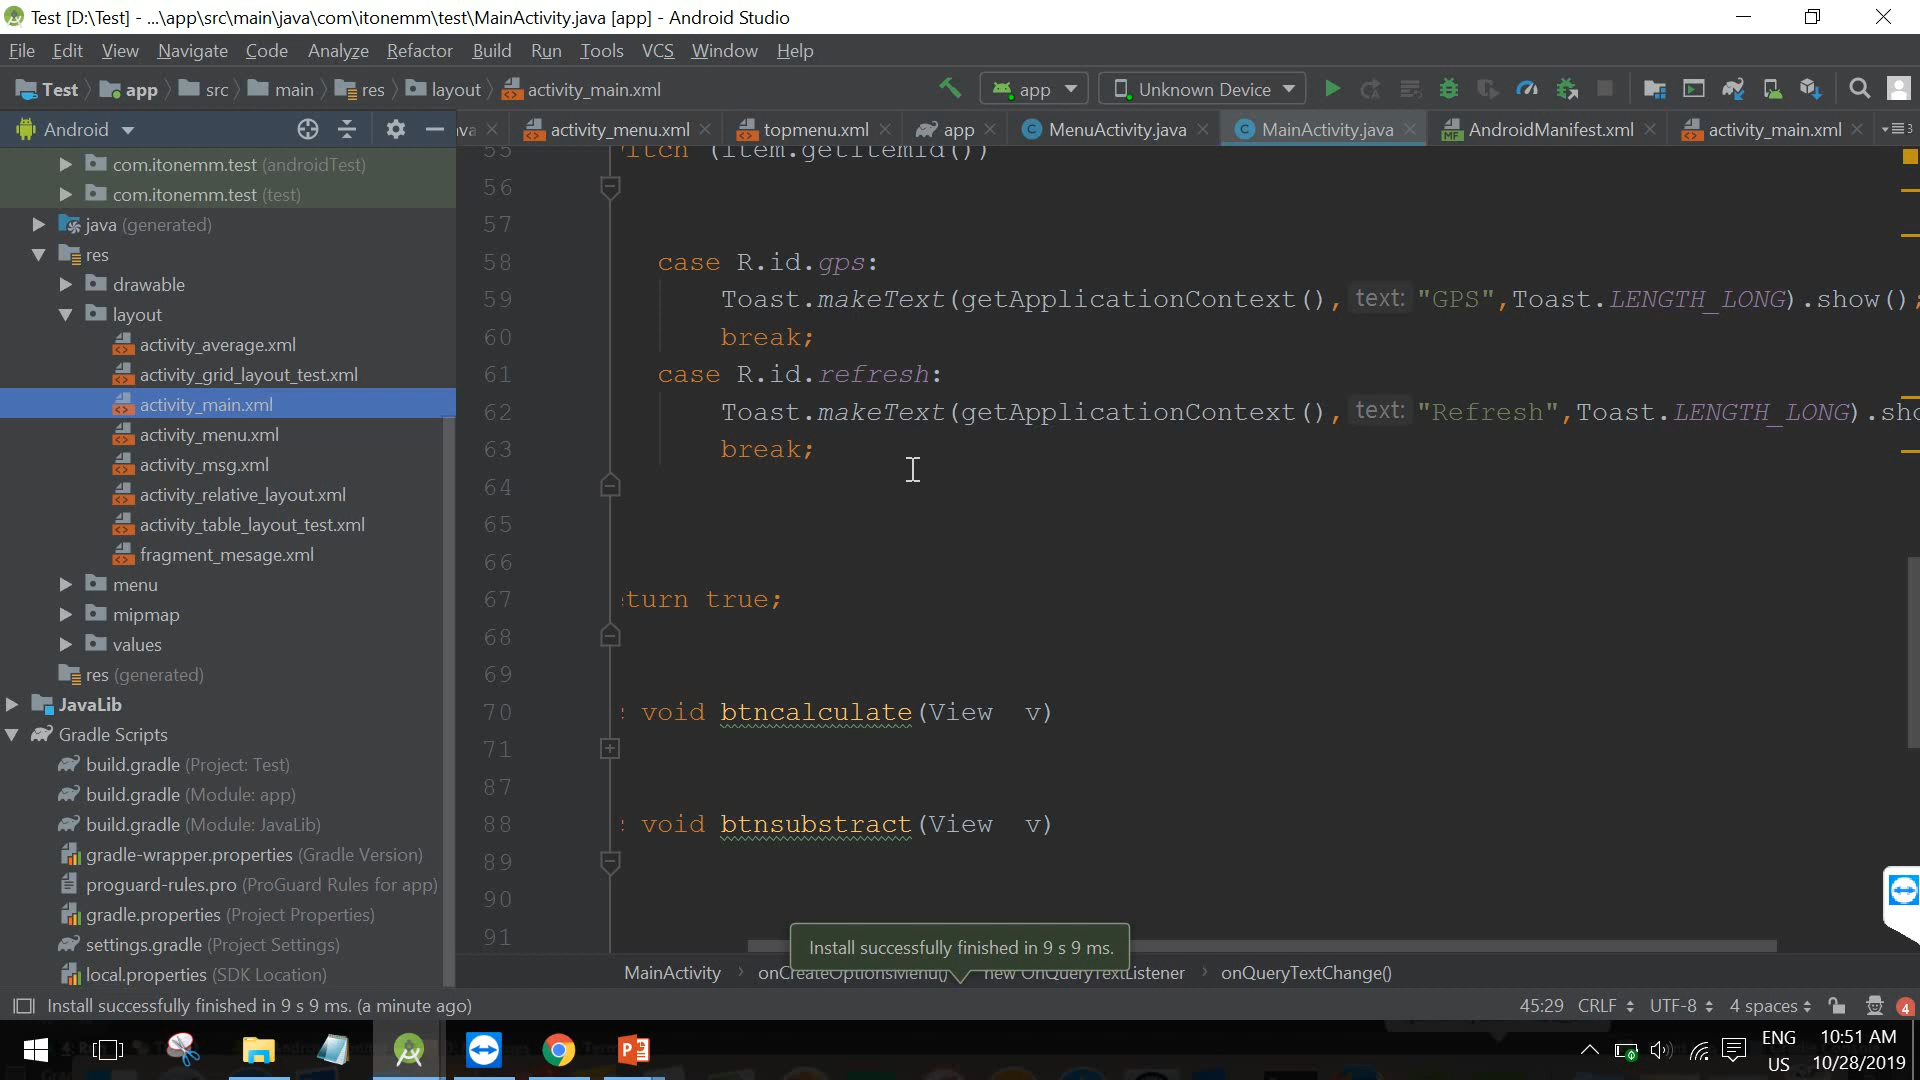 Test [D:\Test] - ...\app\src\main\java\com\itonemm\test\MainActivity.java [app] - Android Studio
File Edit View Navigate Code Analyze Refactor Build Run Tools VCS Window Help
Test app src main res layout activity_main.xml app Unknown Device
Android
activity_menu.xml topmenu.xml app MenuActivity.java MainActivity.java AndroidManifest.xml activity_main.xml
com.itonemm.test (androidTest)
com.itonemm.test (test)
java (generated)
res
drawable
layout
activity_average.xml
activity_grid_layout_test.xml
activity_main.xml
activity_menu.xml
activity_msg.xml
activity_relative_layout.xml
activity_table_layout_test.xml
fragment_mesage.xml
menu
mipmap
values
res (generated)
JavaLib
Gradle Scripts
build.gradle (Project: Test)
build.gradle (Module: app)
build.gradle (Module: JavaLib)
gradle-wrapper.properties (Gradle Version)
proguard-rules.pro (ProGuard Rules for app)
gradle.properties (Project Properties)
settings.gradle (Project Settings)
local.properties (SDK Location)
55 itch (item.getItemId())
56
57
58 case R.id.gps:
59 Toast.makeText(getApplicationContext(), text: "GPS",Toast.LENGTH_LONG).show();
60 break;
61 case R.id.refresh:
62 Toast.makeText(getApplicationContext(), text: "Refresh",Toast.LENGTH_LONG).sho
63 break;
64
65
66
67 turn true;
68
69
70 void btncalculate(View v)
71
87
88 void btnsubstract(View v)
89
90
91
Install successfully finished in 9 s 9 ms.
MainActivity onCreateOptionsMenu() new OnQueryTextListener onQueryTextChange()
Install successfully finished in 9 s 9 ms. (a minute ago)
45:29 CRLF UTF-8 4 spaces 4
ENG
US
10:51 AM
10/28/2019